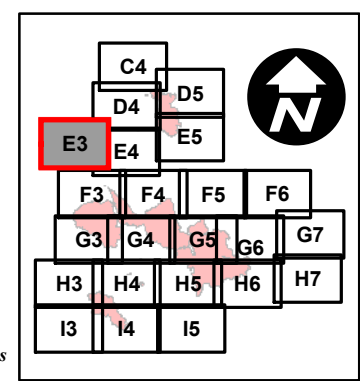 C4
D4 D5
E3 E4 E5
N
F3 F4 F5 F6
G3 G4 G5 G6 G7
H3 H4 H5 H6 H7
I3 I4 I5
s